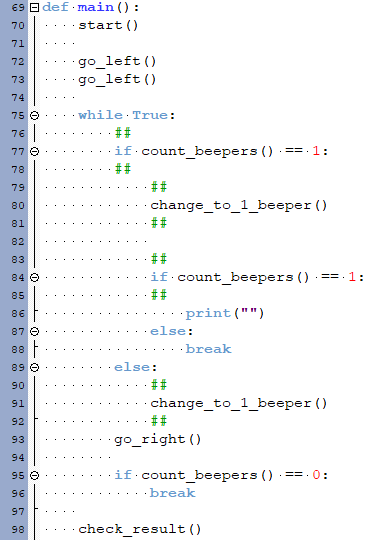 69 def main():
70     start()
71     
72     go_left()
73     go_left()
74     
75     while True:
76         ##
77         if count_beepers() == 1:
78         ##
79             ##
80             change_to_1_beeper()
81             ##
82             
83             ##
84             if count_beepers() == 1:
85             ##
86                 print("")
87             else:
88                 break
89         else:
90             ##
91             change_to_1_beeper()
92             ##
93         go_right()
94         
95         if count_beepers() == 0:
96             break
97     
98     check_result()